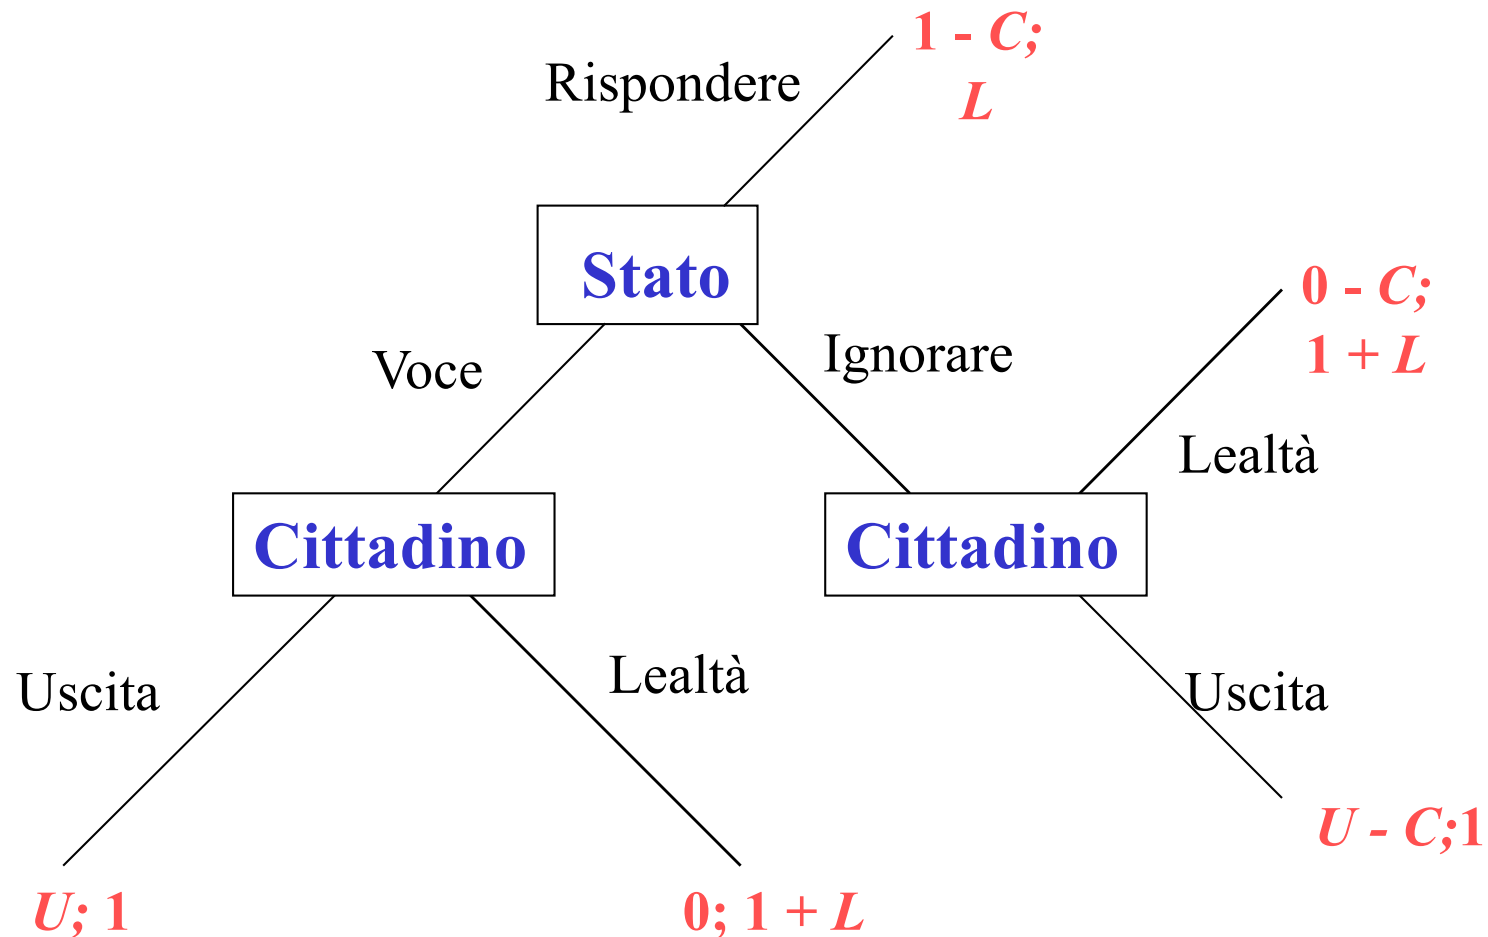 1 - C;
L
Rispondere
Stato
0 - C;
1 + L
Ignorare
Voce
Lealtà
Cittadino
Cittadino
Lealtà
Uscita
Uscita
U - C;1
U; 1
0; 1 + L